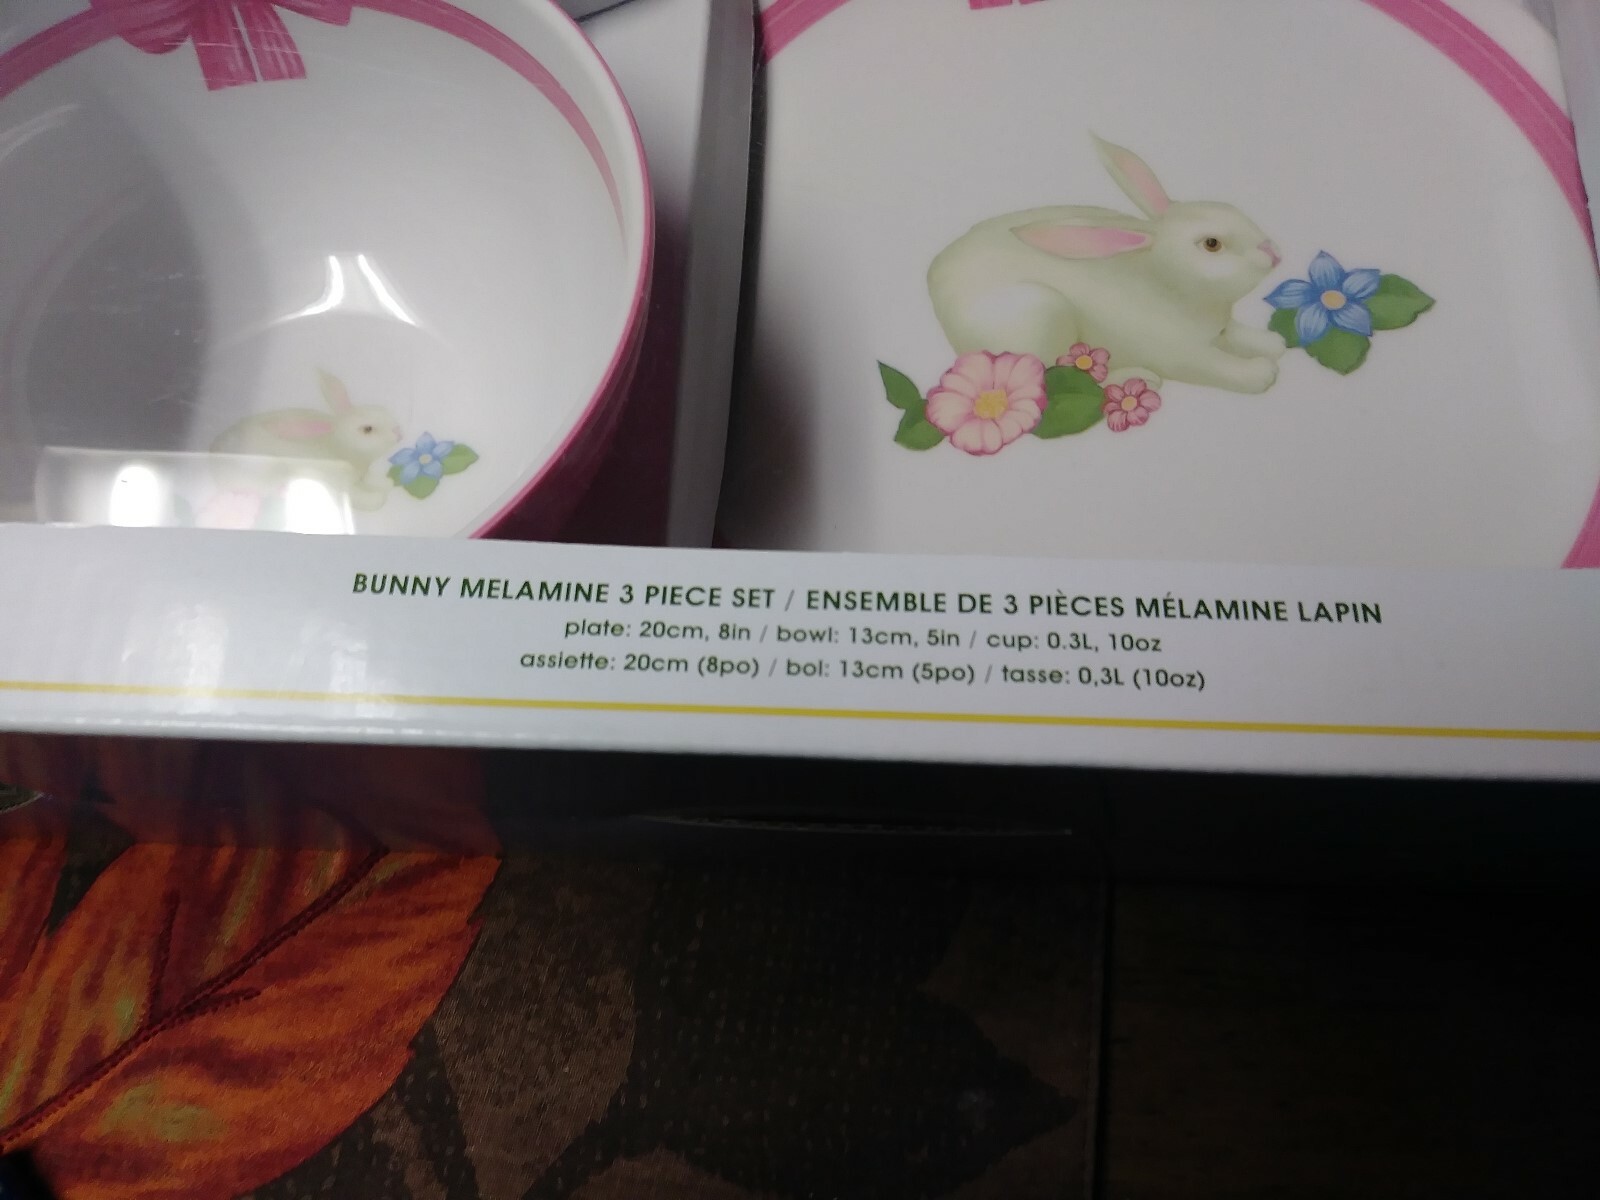 BUNNY MELAMINE 3 PIECE SET / ENSEMBLE DE 3 PIÈCES MÉLAMINE LAPIN
plate: 20cm, 8in / bowl: 13cm, 5in / cup: 0.3L, 10oz
assiette: 20cm (8po) / bol: 13cm (5po) / tasse: 0,3L (10oz)